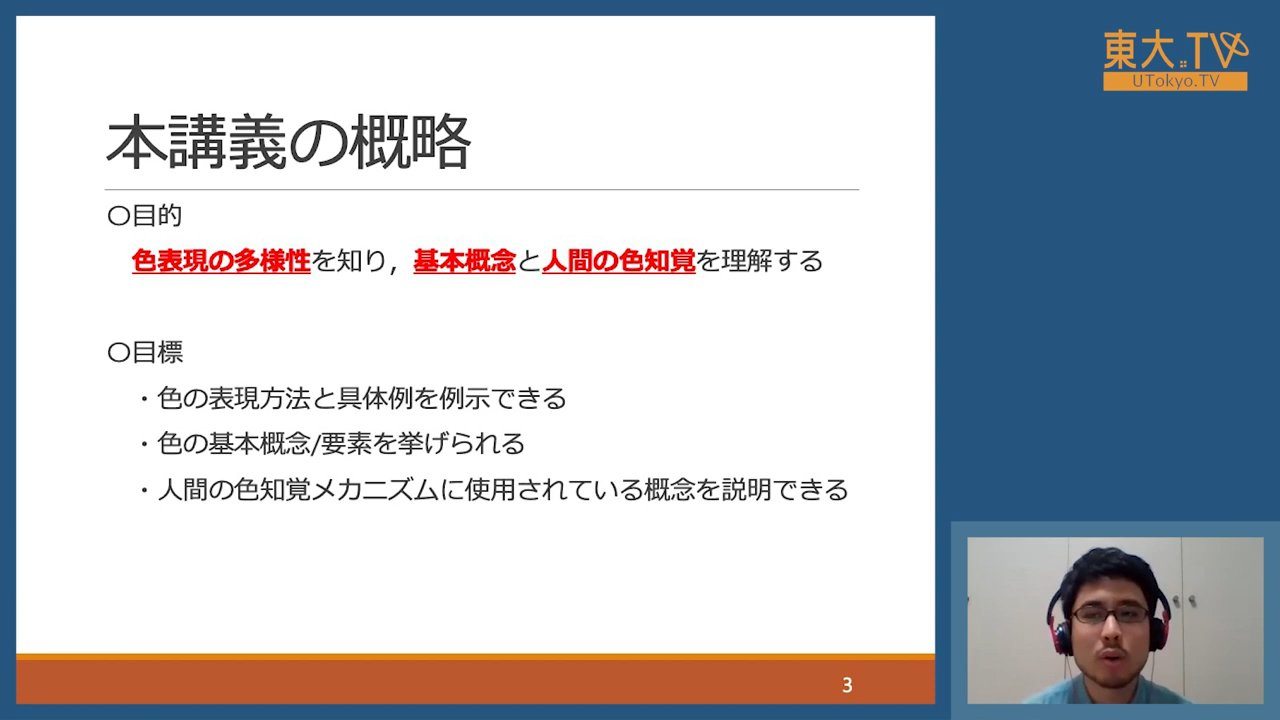 東大.TV
UTokyo.TV
本講義の概略
〇目的
色表現の多様性を知り，基本概念と人間の色知覚を理解する
〇目標
・色の表現方法と具体例を例示できる
・色の基本概念/要素を挙げられる
・人間の色知覚メカニズムに使用されている概念を説明できる
3